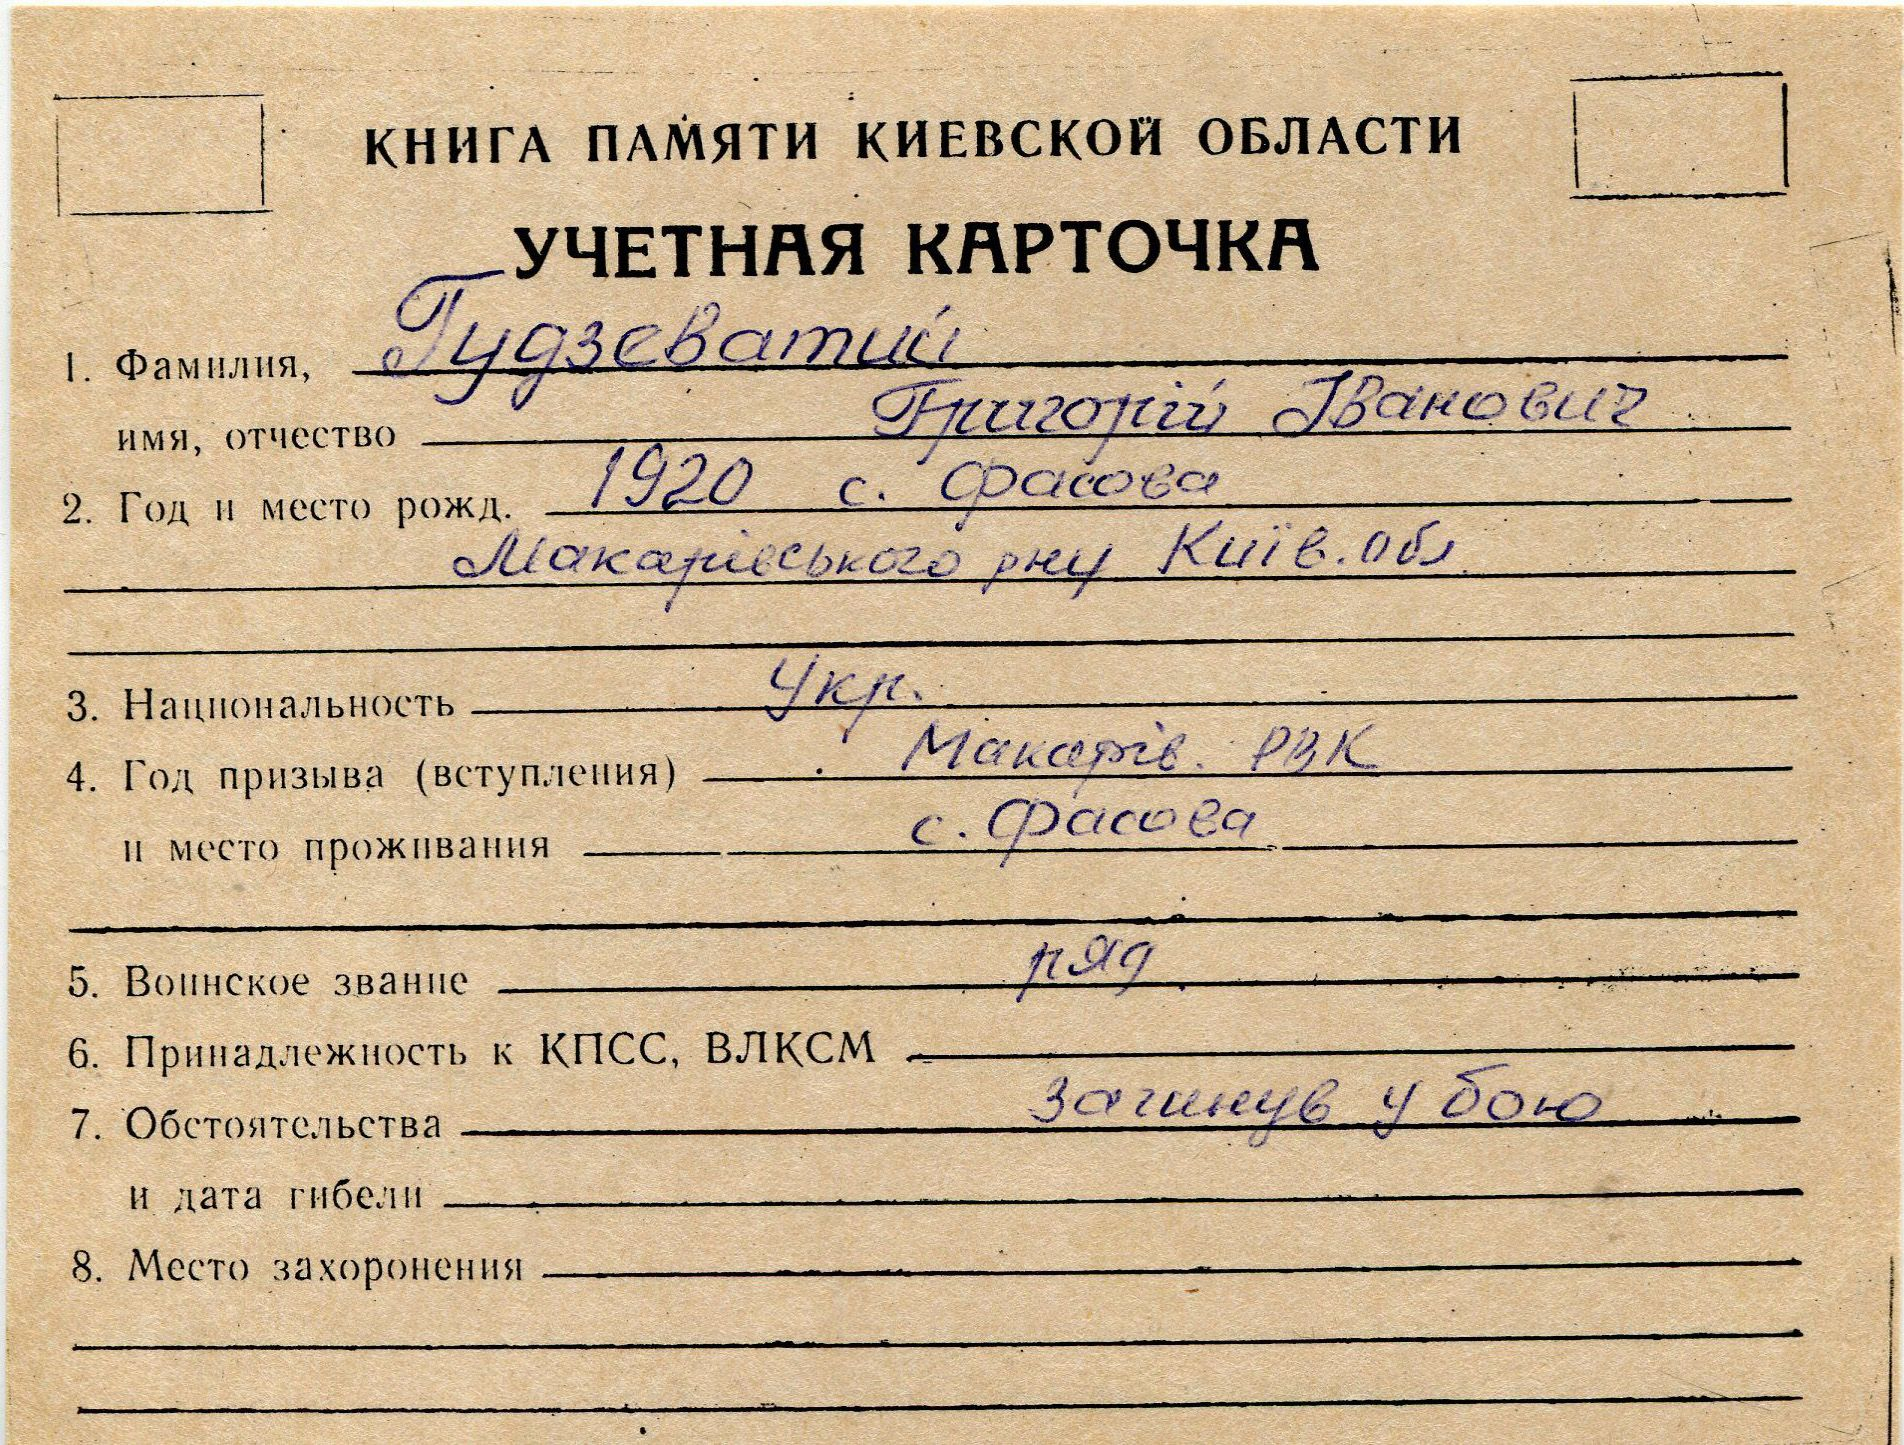 КНИГА ПАМЯТИ КИЕВСКОЙ ОБЛАСТИ
УЧЕТНАЯ КАРТОЧКА
1. Фамилия, Гудзеватий
имя, отчество Григорій Іванович
2. Год и место рожд. 1920 с. Фасова
Макарівського рну Київ. обл
3. Национальность Укр.
4. Год призыва (вступления) Макарів. РВК
и место проживания с. Фасова
5. Воинское звание ряд.
6. Принадлежность к КПСС, ВЛКСМ
7. Обстоятельства загинув у бою
и дата гибели
8. Место захоронения